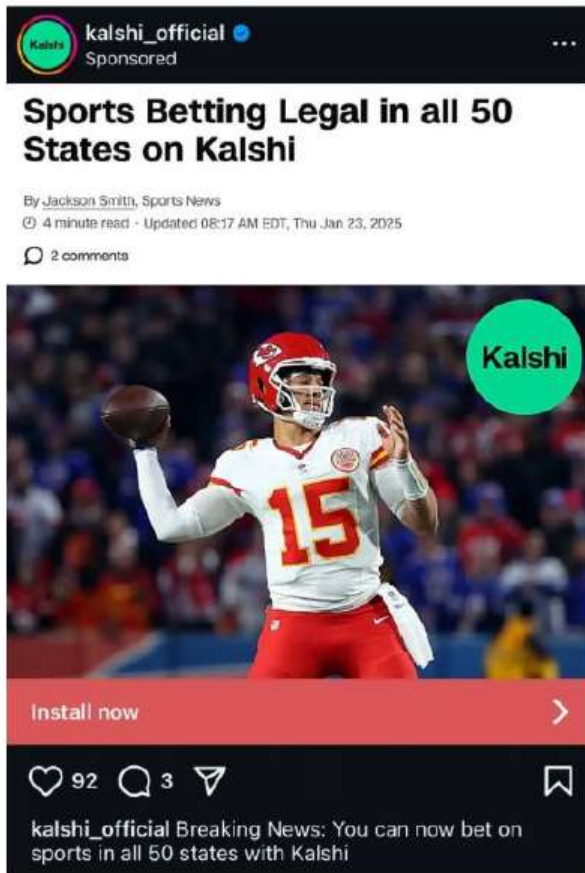 Kalshi
kalshi_official
Sponsored
Sports Betting Legal in all 50
States on Kalshi
By Jackson Smith, Sports News
4 minute read - Updated 08:17 AM EDT, Thu Jan 23, 2025
2 comments
Kalshi
15
Install now
92 3
kalshi_official Breaking News: You can now bet on
sports in all 50 states with Kalshi